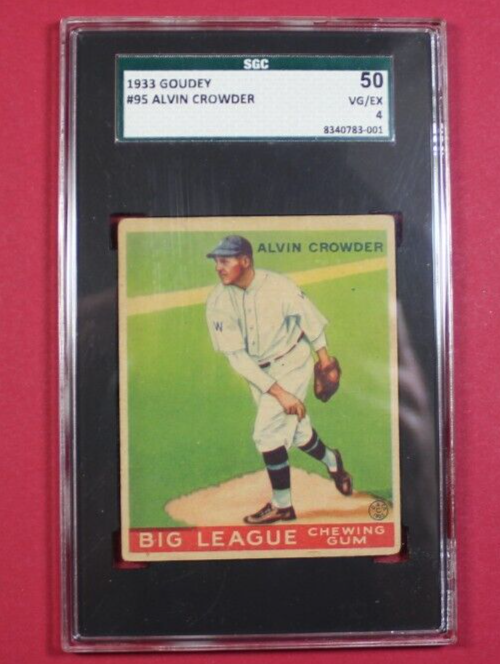 SGC
1933 GOUDEY 50
#95 ALVIN CROWDER VG/EX
4
8340783-001
ALVIN CROWDER
W
BIG LEAGUE CHEWING GUM